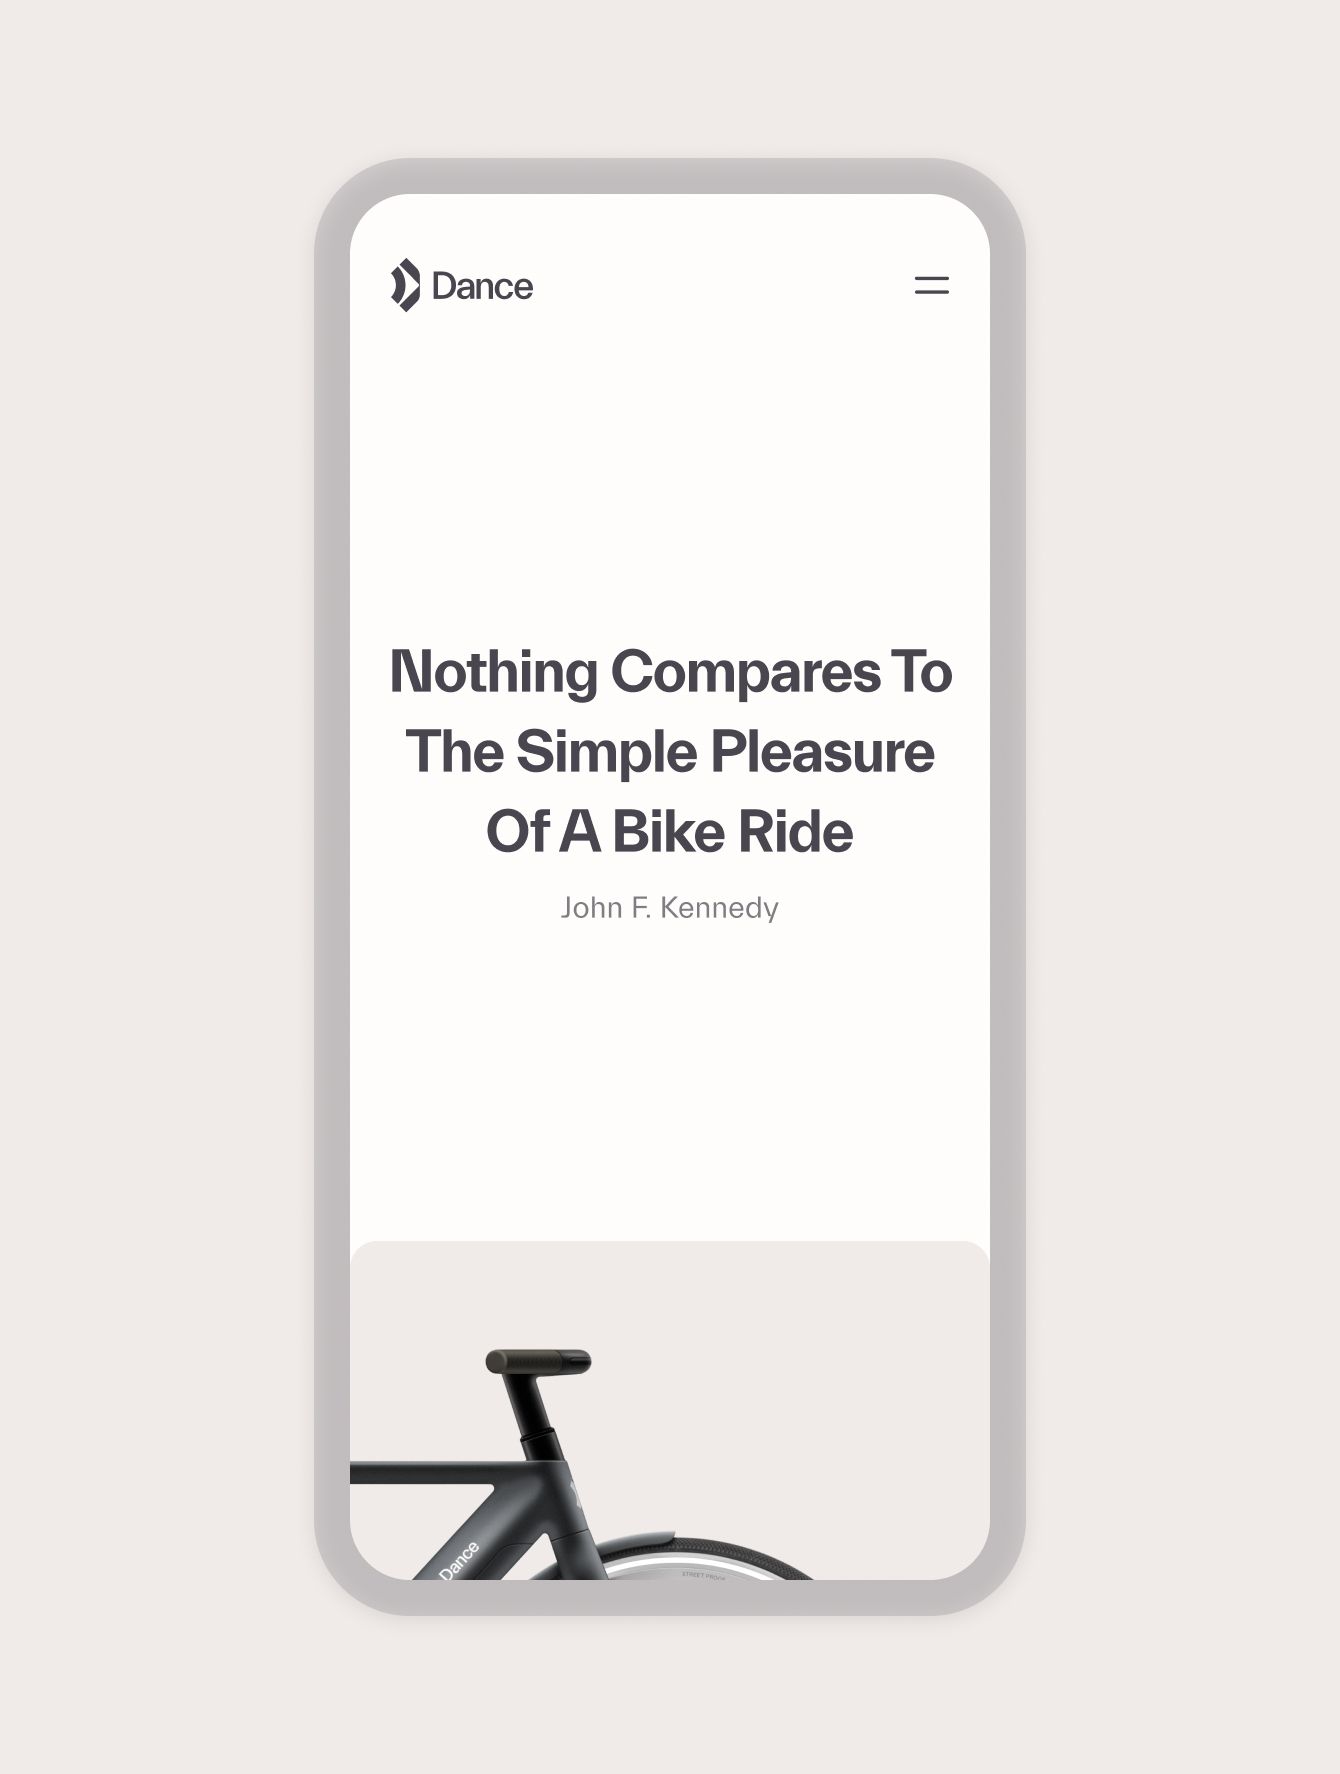 Dance
Nothing Compares To
The Simple Pleasure
Of A Bike Ride
John F. Kennedy
Dance
STREET PROOF